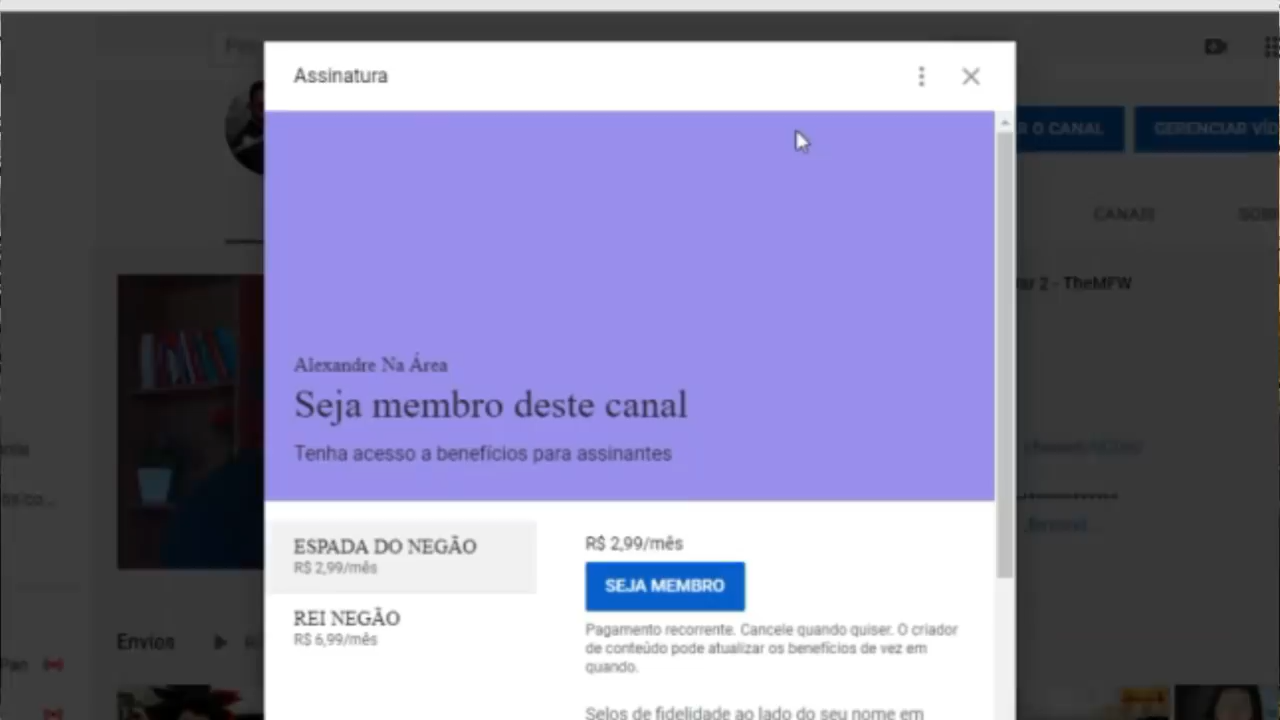 Assinatura
R O CANAL
GERENCIAR VÍD
CANAIS
SOB
ar 2 - TheMFW
Alexandre Na Área
Seja membro deste canal
Tenha acesso a benefícios para assinantes
ESPADA DO NEGÃO
R$ 2,99/mês
REI NEGÃO
R$ 6,99/mês
R$ 2,99/mês
SEJA MEMBRO
Pagamento recorrente. Cancele quando quiser. O criador
de conteúdo pode atualizar os benefícios de vez em
quando.
Selos de fidelidade ao lado do seu nome em
Envios
Pan